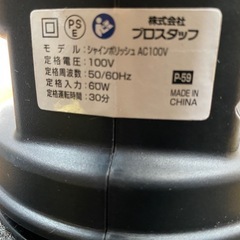 PS
E
株式会社
プロスタッフ
モデル：シャインポリッシュ AC100V
定格電圧：100V
定格周波数：50/60Hz
定格入力：60W
定格運転時間：30分
P-59
MADE IN
CHINA